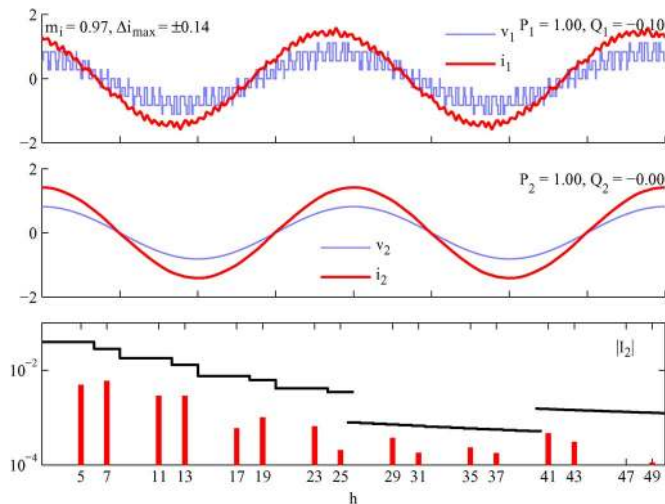 m_i = 0.97, Δi_max = ±0.14
P_1 = 1.00, Q_1 = −0.10
v_1
i_1
2
0
−2
P_2 = 1.00, Q_2 = −0.00
v_2
i_2
2
0
−2
|I_2|
10^−2
10^−4
5 7 11 13 17 19 23 25 29 31 35 37 41 43 47 49
h